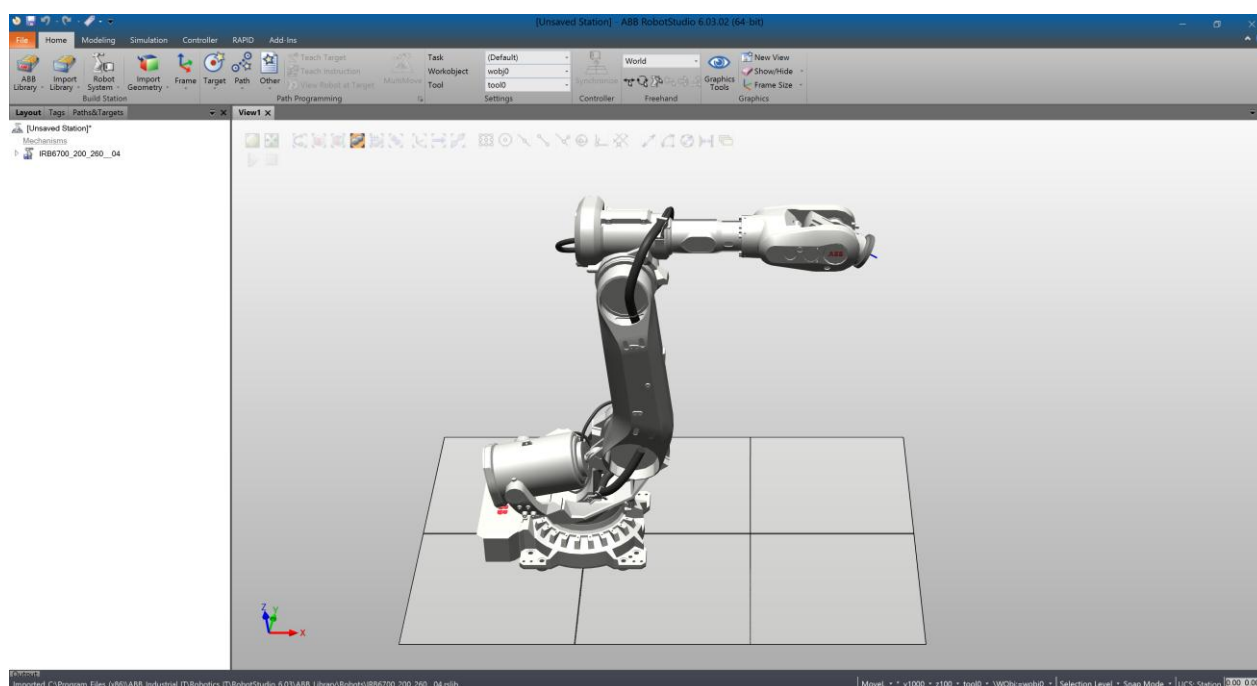 [Unsaved Station] - ABB RobotStudio 6.03.02 (64-bit)
File Home Modeling Simulation Controller RAPID Add-Ins
ABB Library
Import Library
Robot System
Import Geometry
Frame
Target
Path
Other
Teach Target
Teach Instruction
View Robot at Target
MultiMove
Task (Default)
Workobject wobj0
Tool tool0
Synchronize
World
Graphics Tools
New View
Show/Hide
Frame Size
Build Station Path Programming Settings Controller Freehand Graphics
Layout Tags Paths&Targets
View1
[Unsaved Station]*
Mechanisms
IRB6700_200_260__04
ABB
Z
Y
X
Output
Imported C:\Program Files (x86)\ABB Industrial IT\Robotics IT\RobotStudio 6.03\ABB Library\Robots\IRB6700_200_260__04.rslib
MoveL * v1000 z100 tool0 \WObj:=wobj0 Selection Level Snap Mode UCS: Station 0.00 0.00